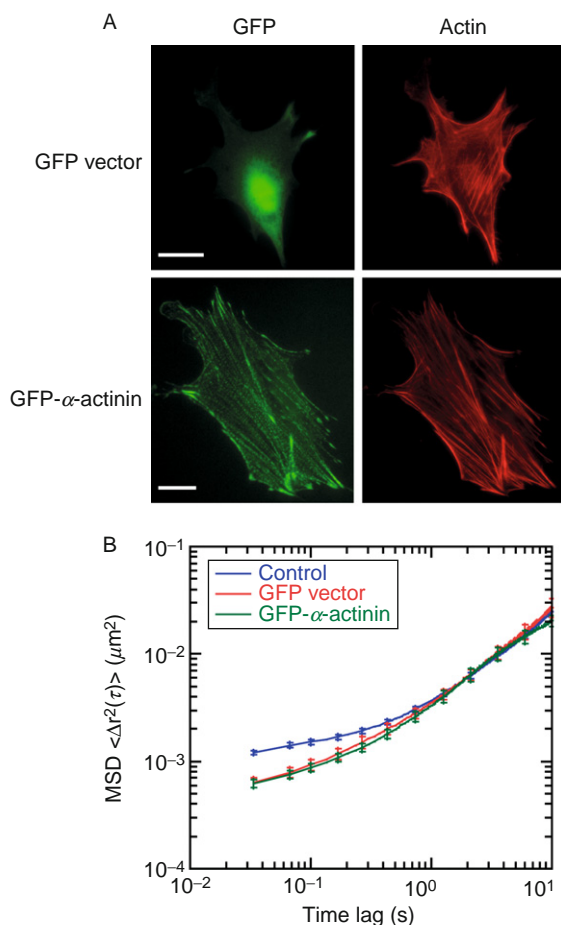 A
GFP Actin
GFP vector
GFP-α-actinin
B
10⁻¹
Control
GFP vector
GFP-α-actinin
10⁻²
10⁻³
10⁻⁴
MSD <Δr²(τ)> (μm²)
10⁻² 10⁻¹ 10⁰ 10¹
Time lag (s)